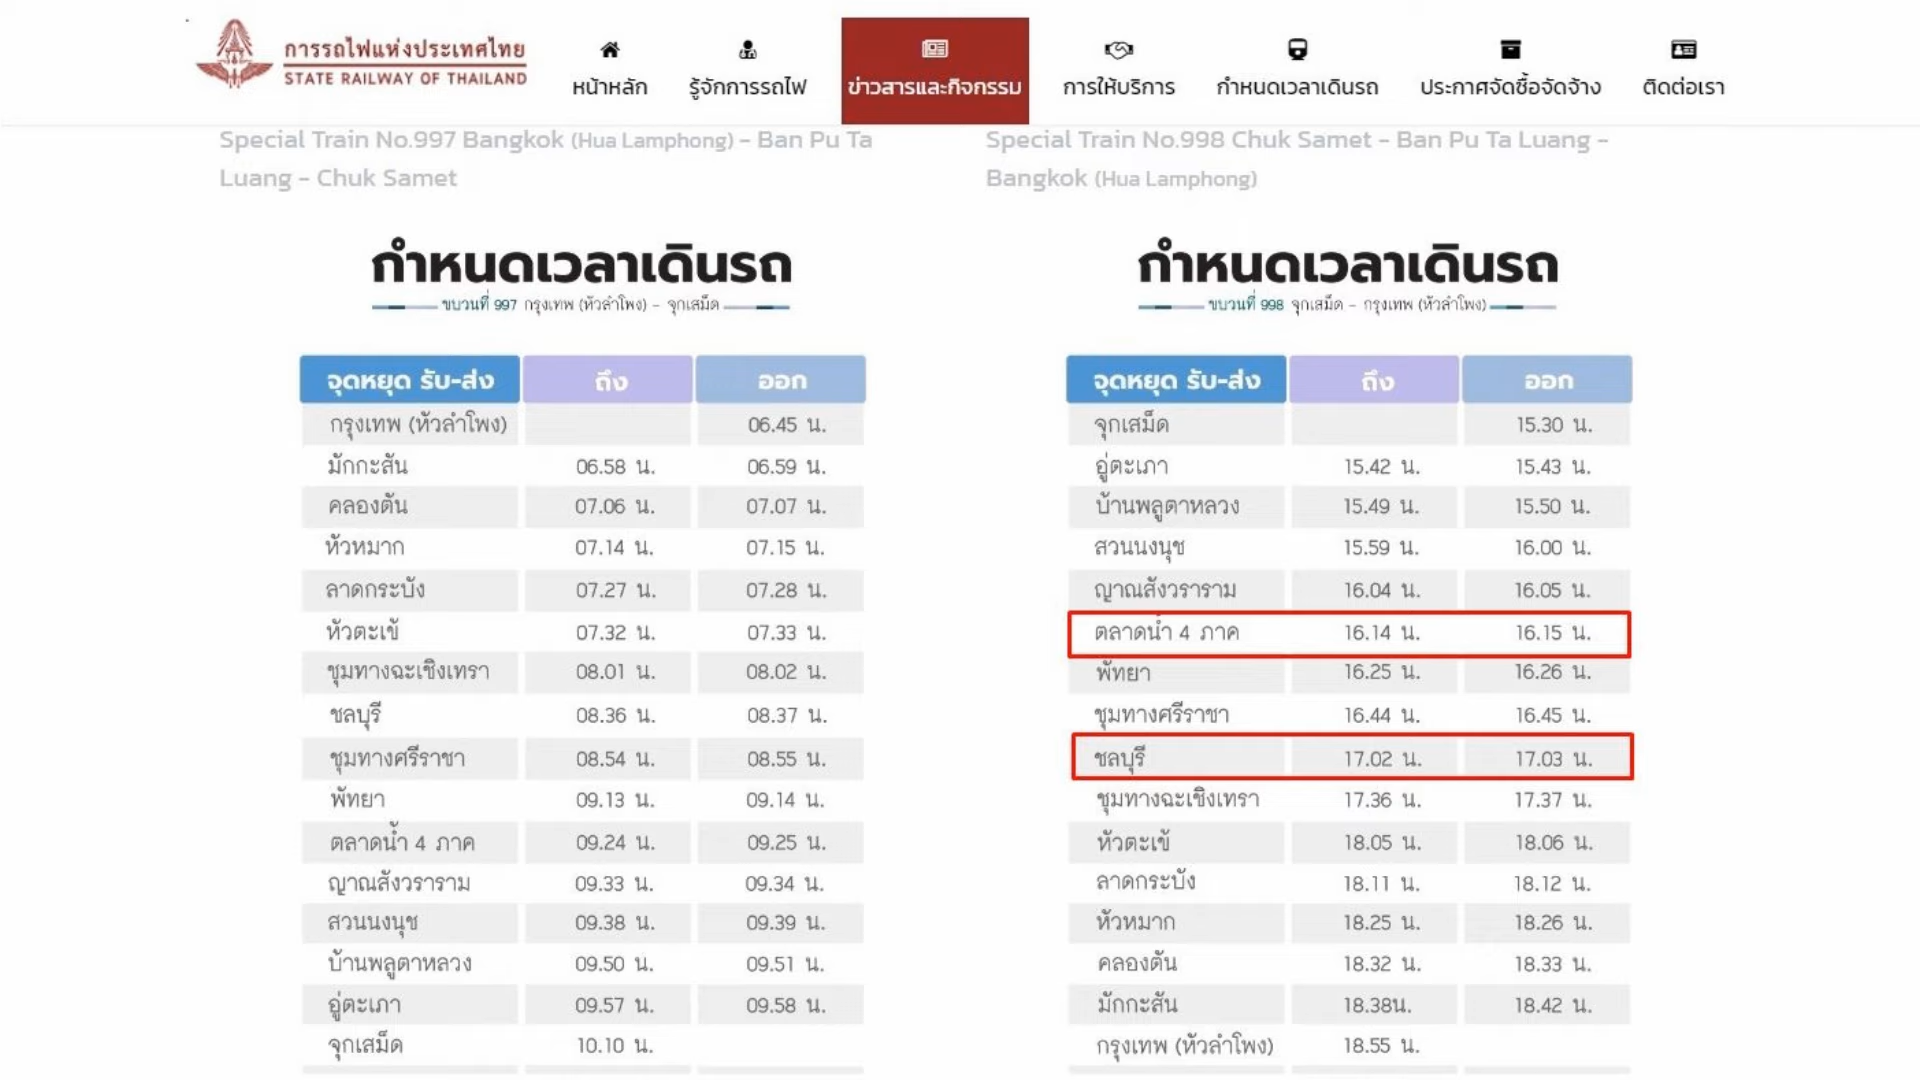 การรถไฟแห่งประเทศไทย
STATE RAILWAY OF THAILAND
หน้าหลัก
รู้จักการรถไฟ
ข่าวสารและกิจกรรม
การให้บริการ
กำหนดเวลาเดินรถ
ประกาศจัดซื้อจัดจ้าง
ติดต่อเรา
Special Train No.997 Bangkok (Hua Lamphong) - Ban Pu Ta
Luang - Chuk Samet
กำหนดเวลาเดินรถ
ขบวนที่ 997 กรุงเทพ (หัวลำโพง) - จุกเสม็ด
จุดหยุด รับ-ส่ง ถึง ออก
กรุงเทพ (หัวลำโพง) 06.45 น.
มักกะสัน 06.58 น. 06.59 น.
คลองตัน 07.06 น. 07.07 น.
หัวหมาก 07.14 น. 07.15 น.
ลาดกระบัง 07.27 น. 07.28 น.
หัวตะเข้ 07.32 น. 07.33 น.
ชุมทางฉะเชิงเทรา 08.01 น. 08.02 น.
ชลบุรี 08.36 น. 08.37 น.
ชุมทางศรีราชา 08.54 น. 08.55 น.
พัทยา 09.13 น. 09.14 น.
ตลาดน้ำ 4 ภาค 09.24 น. 09.25 น.
ญาณสังวราราม 09.33 น. 09.34 น.
สวนนงนุช 09.38 น. 09.39 น.
บ้านพลูตาหลวง 09.50 น. 09.51 น.
อู่ตะเภา 09.57 น. 09.58 น.
จุกเสม็ด 10.10 น.
Special Train No.998 Chuk Samet - Ban Pu Ta Luang -
Bangkok (Hua Lamphong)
กำหนดเวลาเดินรถ
ขบวนที่ 998 จุกเสม็ด - กรุงเทพ (หัวลำโพง)
จุดหยุด รับ-ส่ง ถึง ออก
จุกเสม็ด 15.30 น.
อู่ตะเภา 15.42 น. 15.43 น.
บ้านพลูตาหลวง 15.49 น. 15.50 น.
สวนนงนุช 15.59 น. 16.00 น.
ญาณสังวราราม 16.04 น. 16.05 น.
ตลาดน้ำ 4 ภาค 16.14 น. 16.15 น.
พัทยา 16.25 น. 16.26 น.
ชุมทางศรีราชา 16.44 น. 16.45 น.
ชลบุรี 17.02 น. 17.03 น.
ชุมทางฉะเชิงเทรา 17.36 น. 17.37 น.
หัวตะเข้ 18.05 น. 18.06 น.
ลาดกระบัง 18.11 น. 18.12 น.
หัวหมาก 18.25 น. 18.26 น.
คลองตัน 18.32 น. 18.33 น.
มักกะสัน 18.38น. 18.42 น.
กรุงเทพ (หัวลำโพง) 18.55 น.